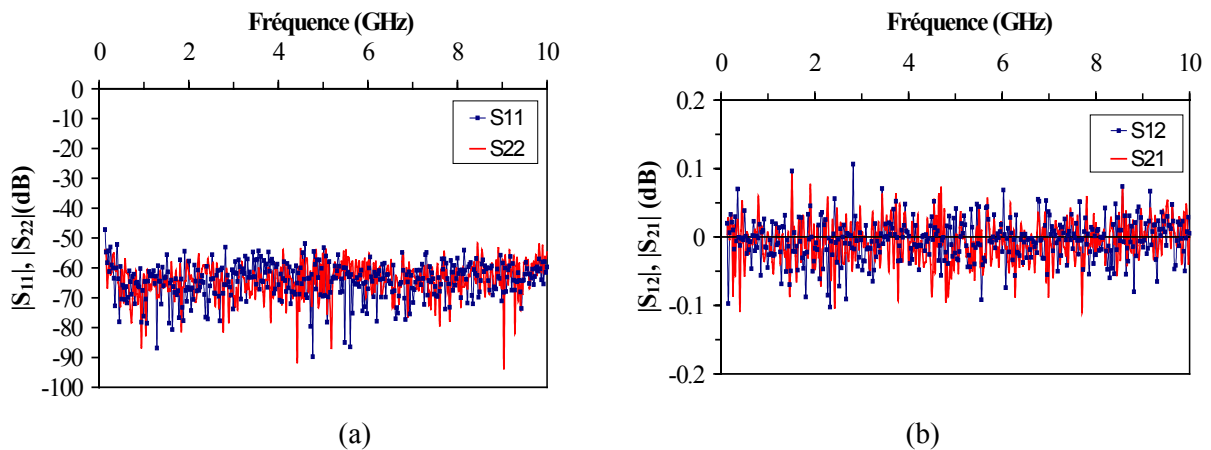 Fréquence (GHz)
0 2 4 6 8 10
0
-10
-20
-30
-40
-50
-60
-70
-80
-90
-100
|S11|, |S22|(dB)
S11
S22
(a)
Fréquence (GHz)
0 2 4 6 8 10
0.2
0.1
0
-0.1
-0.2
|S12|, |S21| (dB)
S12
S21
(b)